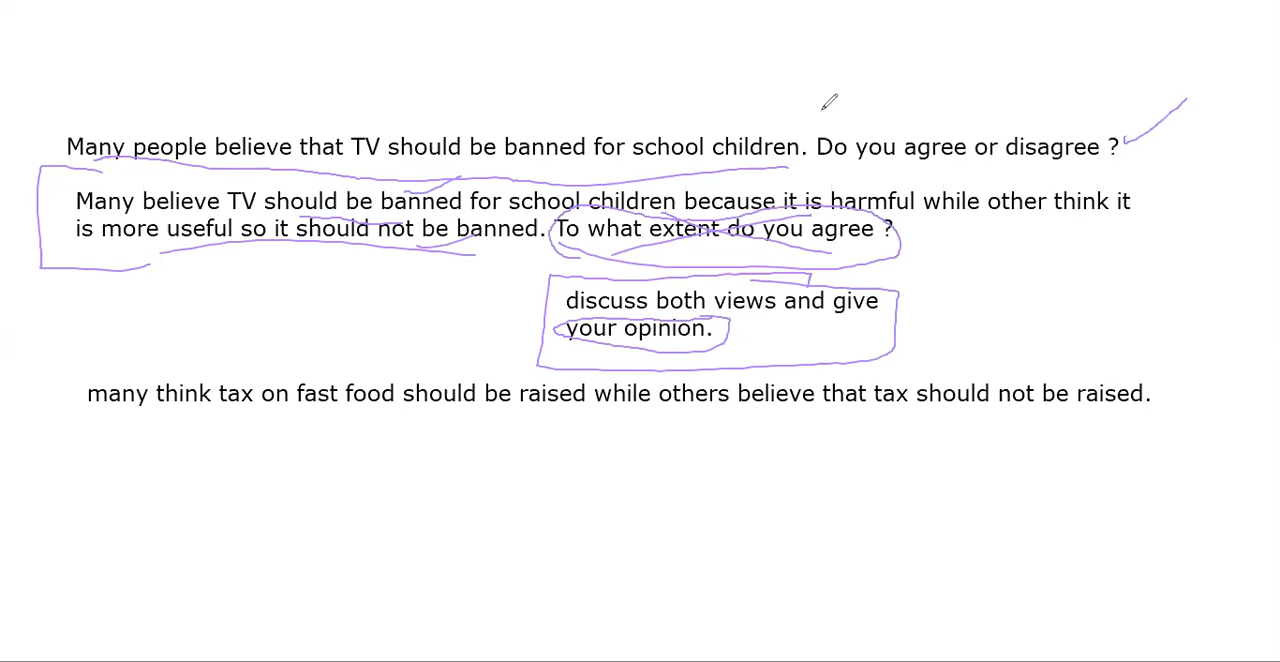 Many people believe that TV should be banned for school children. Do you agree or disagree ?
Many believe TV should be banned for school children because it is harmful while other think it
is more useful so it should not be banned. To what extent do you agree ?
discuss both views and give
your opinion.
many think tax on fast food should be raised while others believe that tax should not be raised.